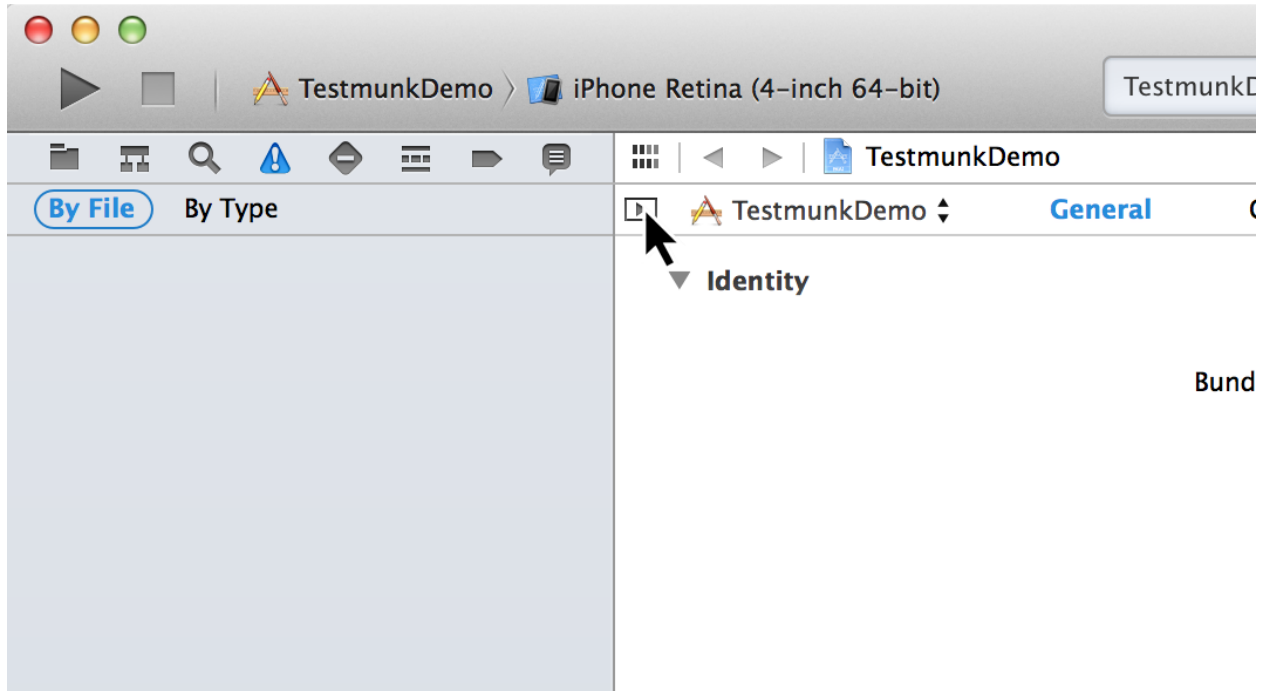 TestmunkDemo 〉 iPhone Retina (4-inch 64-bit)
TestmunkD
TestmunkDemo
By File By Type
TestmunkDemo General
Identity
Bund